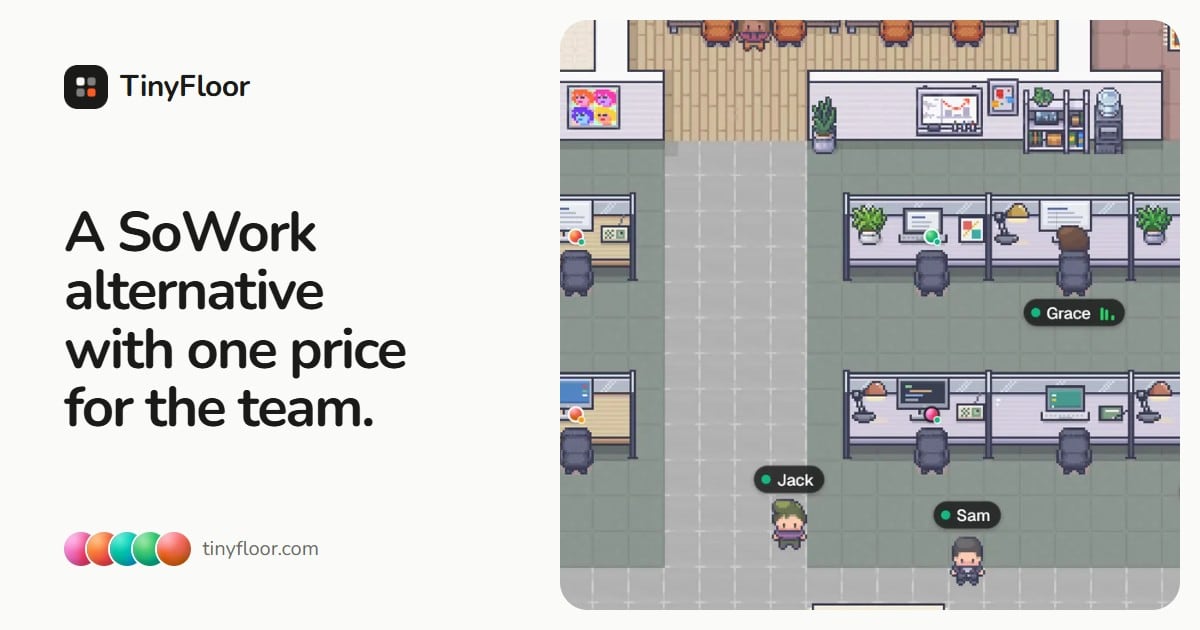 TinyFloor
A SoWork
alternative
with one price
for the team.
tinyfloor.com
Grace
Jack
Sam